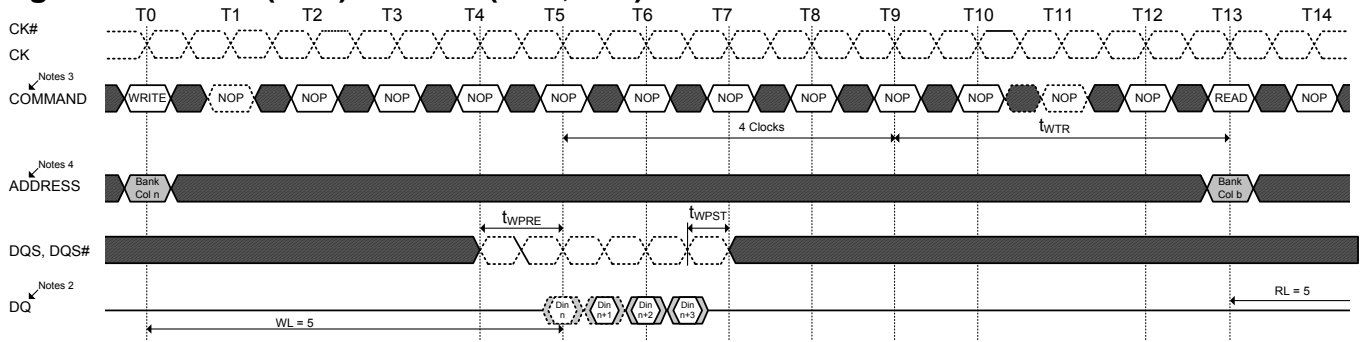 T0 T1 T2 T3 T4 T5 T6 T7 T8 T9 T10 T11 T12 T13 T14
CK#
CK
Notes 3
COMMAND WRITE NOP NOP NOP NOP NOP NOP NOP NOP NOP NOP NOP NOP READ NOP
4 Clocks tWTR
Notes 4
ADDRESS
Bank Col n
Bank Col b
tWPRE tWPST
DQS, DQS#
Notes 2
DQ
Din n
Din n+1
Din n+2
Din n+3
RL = 5
WL = 5